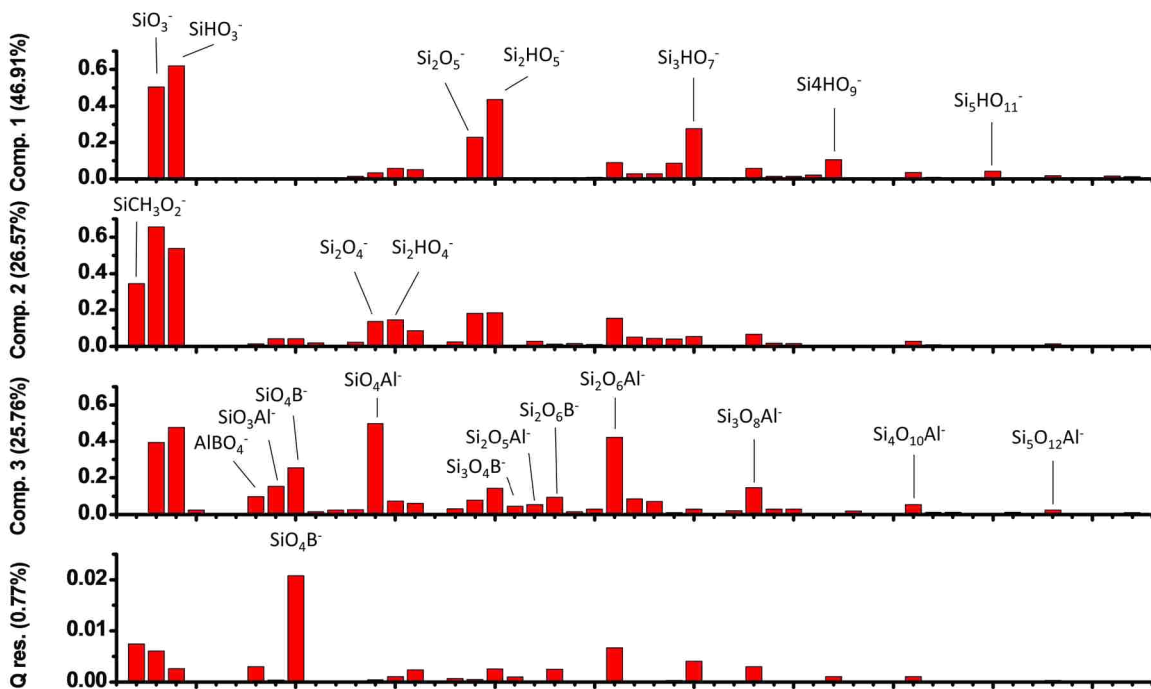 SiO₃⁻
SiHO₃⁻
Si₂O₅⁻
Si₂HO₅⁻
Si₃HO₇⁻
Si4HO₉⁻
Si₅HO₁₁⁻
Comp. 1 (46.91%)
0.6
0.4
0.2
0.0
SiCH₃O₂⁻
Si₂O₄⁻
Si₂HO₄⁻
Comp. 2 (26.57%)
0.6
0.4
0.2
0.0
AlBO₄⁻
SiO₃Al⁻
SiO₄B⁻
SiO₄Al⁻
Si₃O₄B⁻
Si₂O₅Al⁻
Si₂O₆B⁻
Si₂O₆Al⁻
Si₃O₈Al⁻
Si₄O₁₀Al⁻
Si₅O₁₂Al⁻
Comp. 3 (25.76%)
0.6
0.4
0.2
0.0
SiO₄B⁻
Q res. (0.77%)
0.02
0.01
0.00